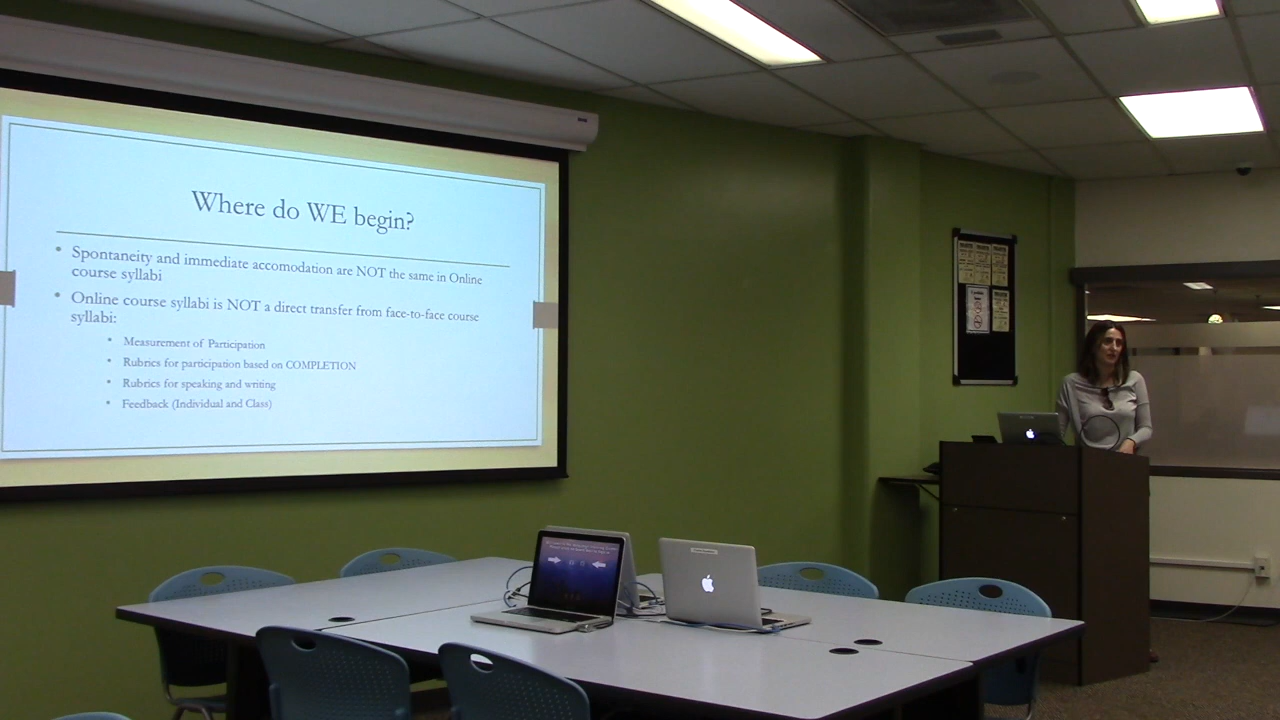 Where do WE begin?
• Spontaneity and immediate accomodation are NOT the same in Online
course syllabi
• Online course syllabi is NOT a direct transfer from face-to-face course
syllabi:
• Measurement of Participation
• Rubrics for participation based on COMPLETION
• Rubrics for speaking and writing
• Feedback (Individual and Class)